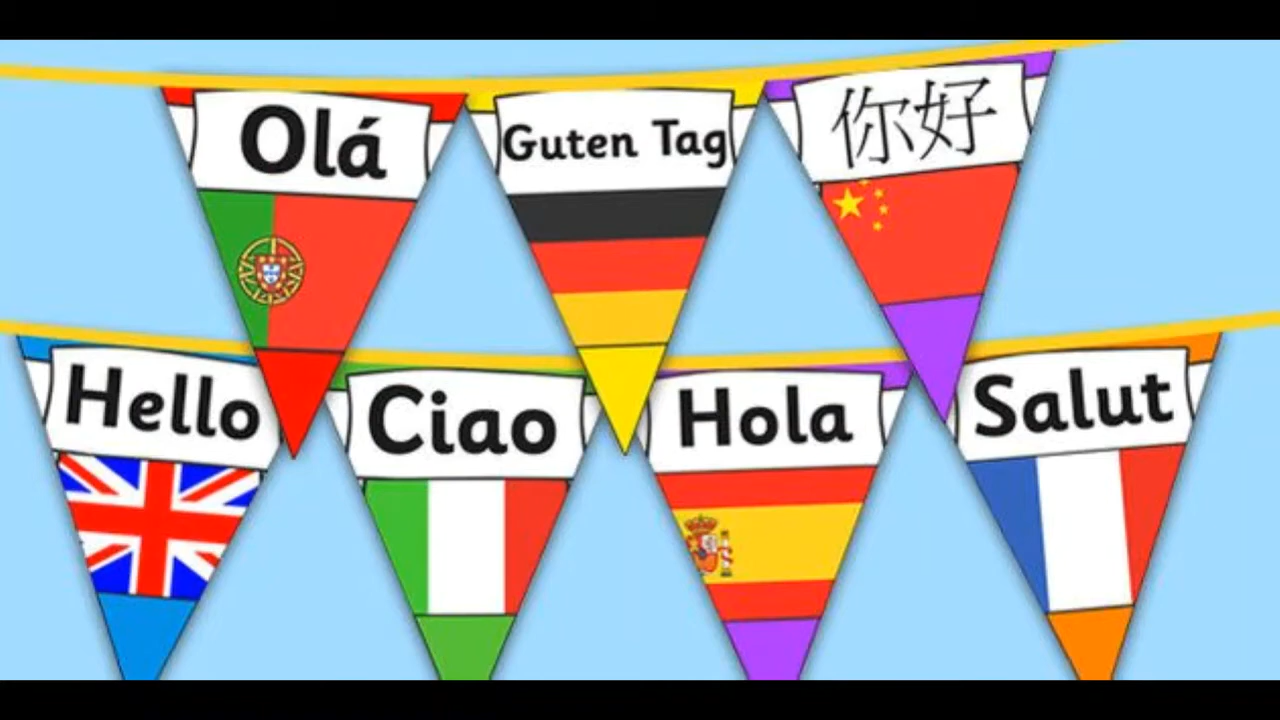 Olá
Guten Tag
你好
Hello
Ciao
Hola
Salut